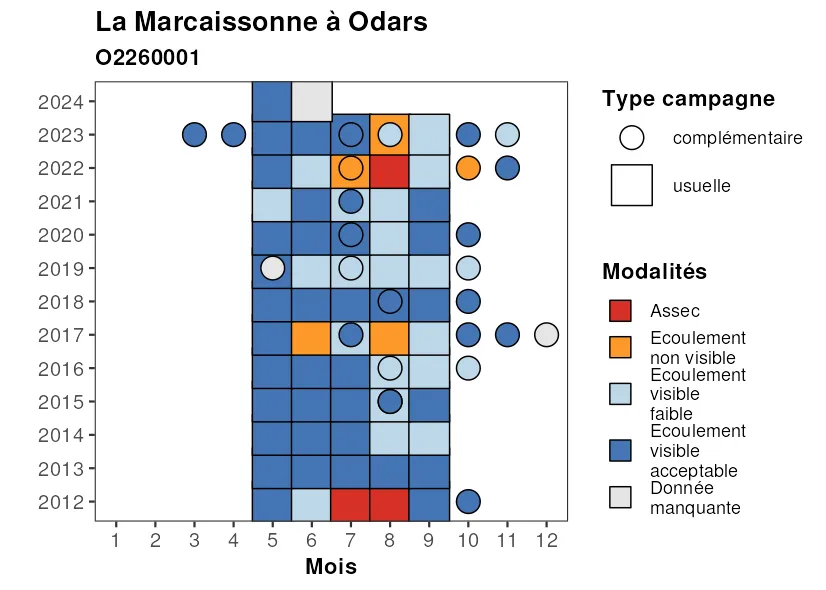 La Marcaissonne à Odars
O2260001
2024
2023
2022
2021
2020
2019
2018
2017
2016
2015
2014
2013
2012
1 2 3 4 5 6 7 8 9 10 11 12
Mois
Type campagne
complémentaire
usuelle
Modalités
Assec
Ecoulement
non visible
Ecoulement
visible
faible
Ecoulement
visible
acceptable
Donnée
manquante